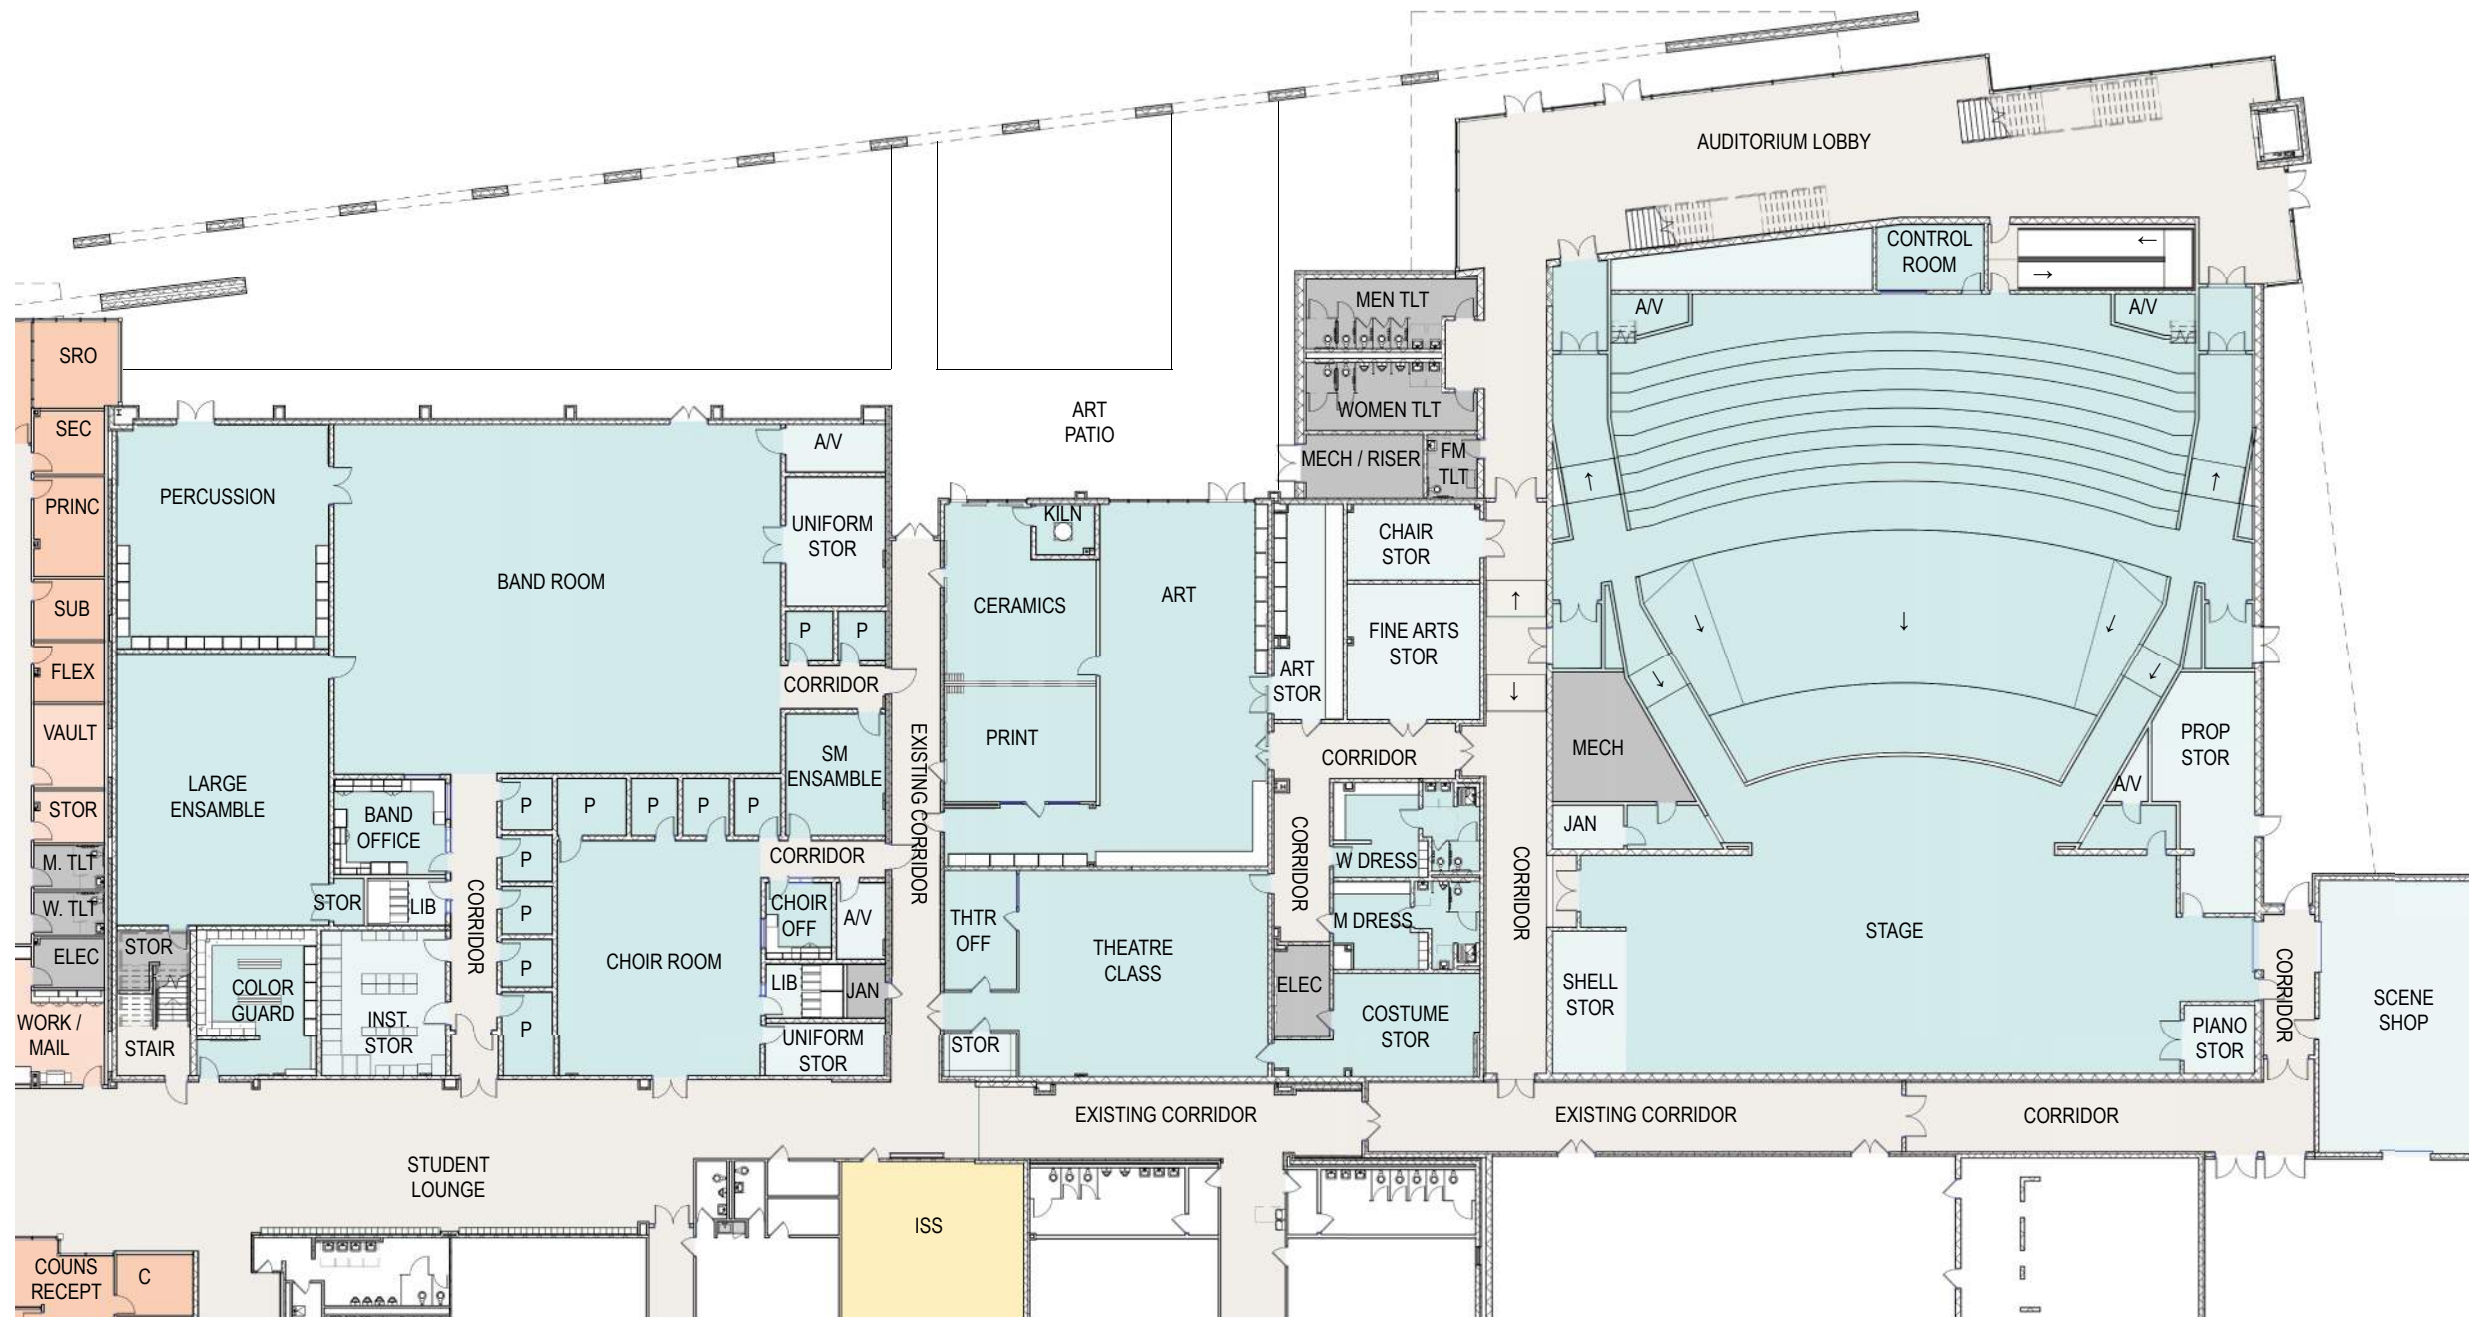 AUDITORIUM LOBBY
CONTROL
ROOM
←
→
MEN TLT
A/V
A/V
SRO
WOMEN TLT
ART
PATIO
SEC
A/V
MECH / RISER
FM
TLT
↑
↑
PERCUSSION
PRINC
UNIFORM
STOR
KILN
CHAIR
STOR
BAND ROOM
ART
CERAMICS
SUB
↑
FINE ARTS
STOR
↓
↓
↓
P
P
FLEX
ART
STOR
CORRIDOR
↓
↓
↓
VAULT
PRINT
SM
ENSAMBLE
EXISTING CORRIDOR
CORRIDOR
MECH
PROP
STOR
LARGE
ENSAMBLE
A/V
STOR
BAND
OFFICE
P
P
P
P
P
JAN
M. TLT
P
CORRIDOR
CORRIDOR
W DRESS
CORRIDOR
W. TLT
STOR
LIB
CORRIDOR
P
CHOIR
OFF
A/V
THTR
OFF
M DRESS
STAGE
STOR
ELEC
P
CHOIR ROOM
THEATRE
CLASS
COLOR
GUARD
LIB
JAN
ELEC
SHELL
STOR
CORRIDOR
SCENE
SHOP
WORK /
MAIL
STAIR
INST.
STOR
P
UNIFORM
STOR
STOR
COSTUME
STOR
PIANO
STOR
EXISTING CORRIDOR
EXISTING CORRIDOR
CORRIDOR
STUDENT
LOUNGE
ISS
COUNS
RECEPT
C